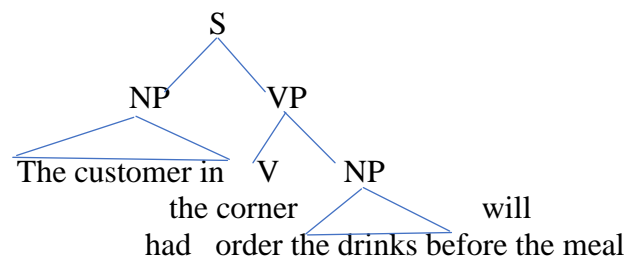 S
NP VP
The customer in V NP
the corner will
had order the drinks before the meal